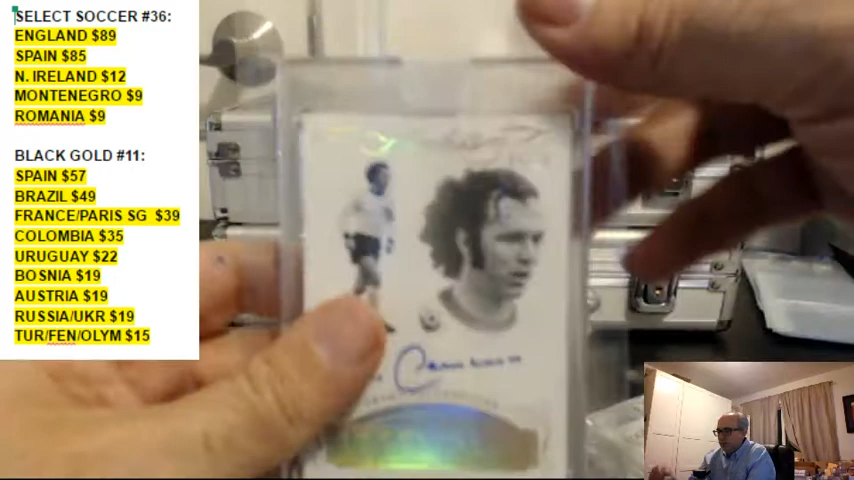 SELECT SOCCER #36:
ENGLAND $89
SPAIN $85
N. IRELAND $12
MONTENEGRO $9
ROMANIA $9
BLACK GOLD #11:
SPAIN $57
BRAZIL $49
FRANCE/PARIS SG $39
COLOMBIA $35
URUGUAY $22
BOSNIA $19
AUSTRIA $19
RUSSIA/UKR $19
TUR/FEN/OLYM $15